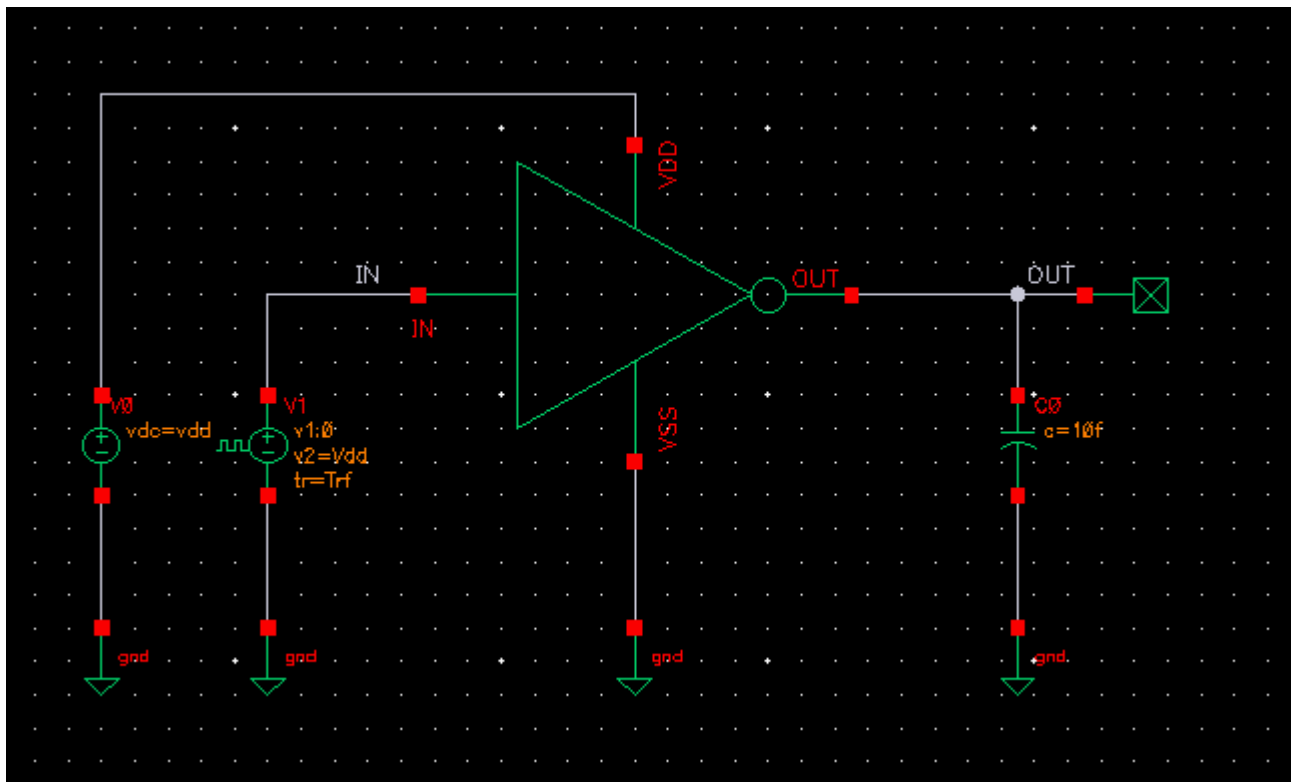 VDD
IN
OUT
OUT
IN
V0
vdc=vdd
V1
v1:0
v2=Vdd
tr=Trf
VSS
C0
c=10f
gnd
gnd
gnd
gnd